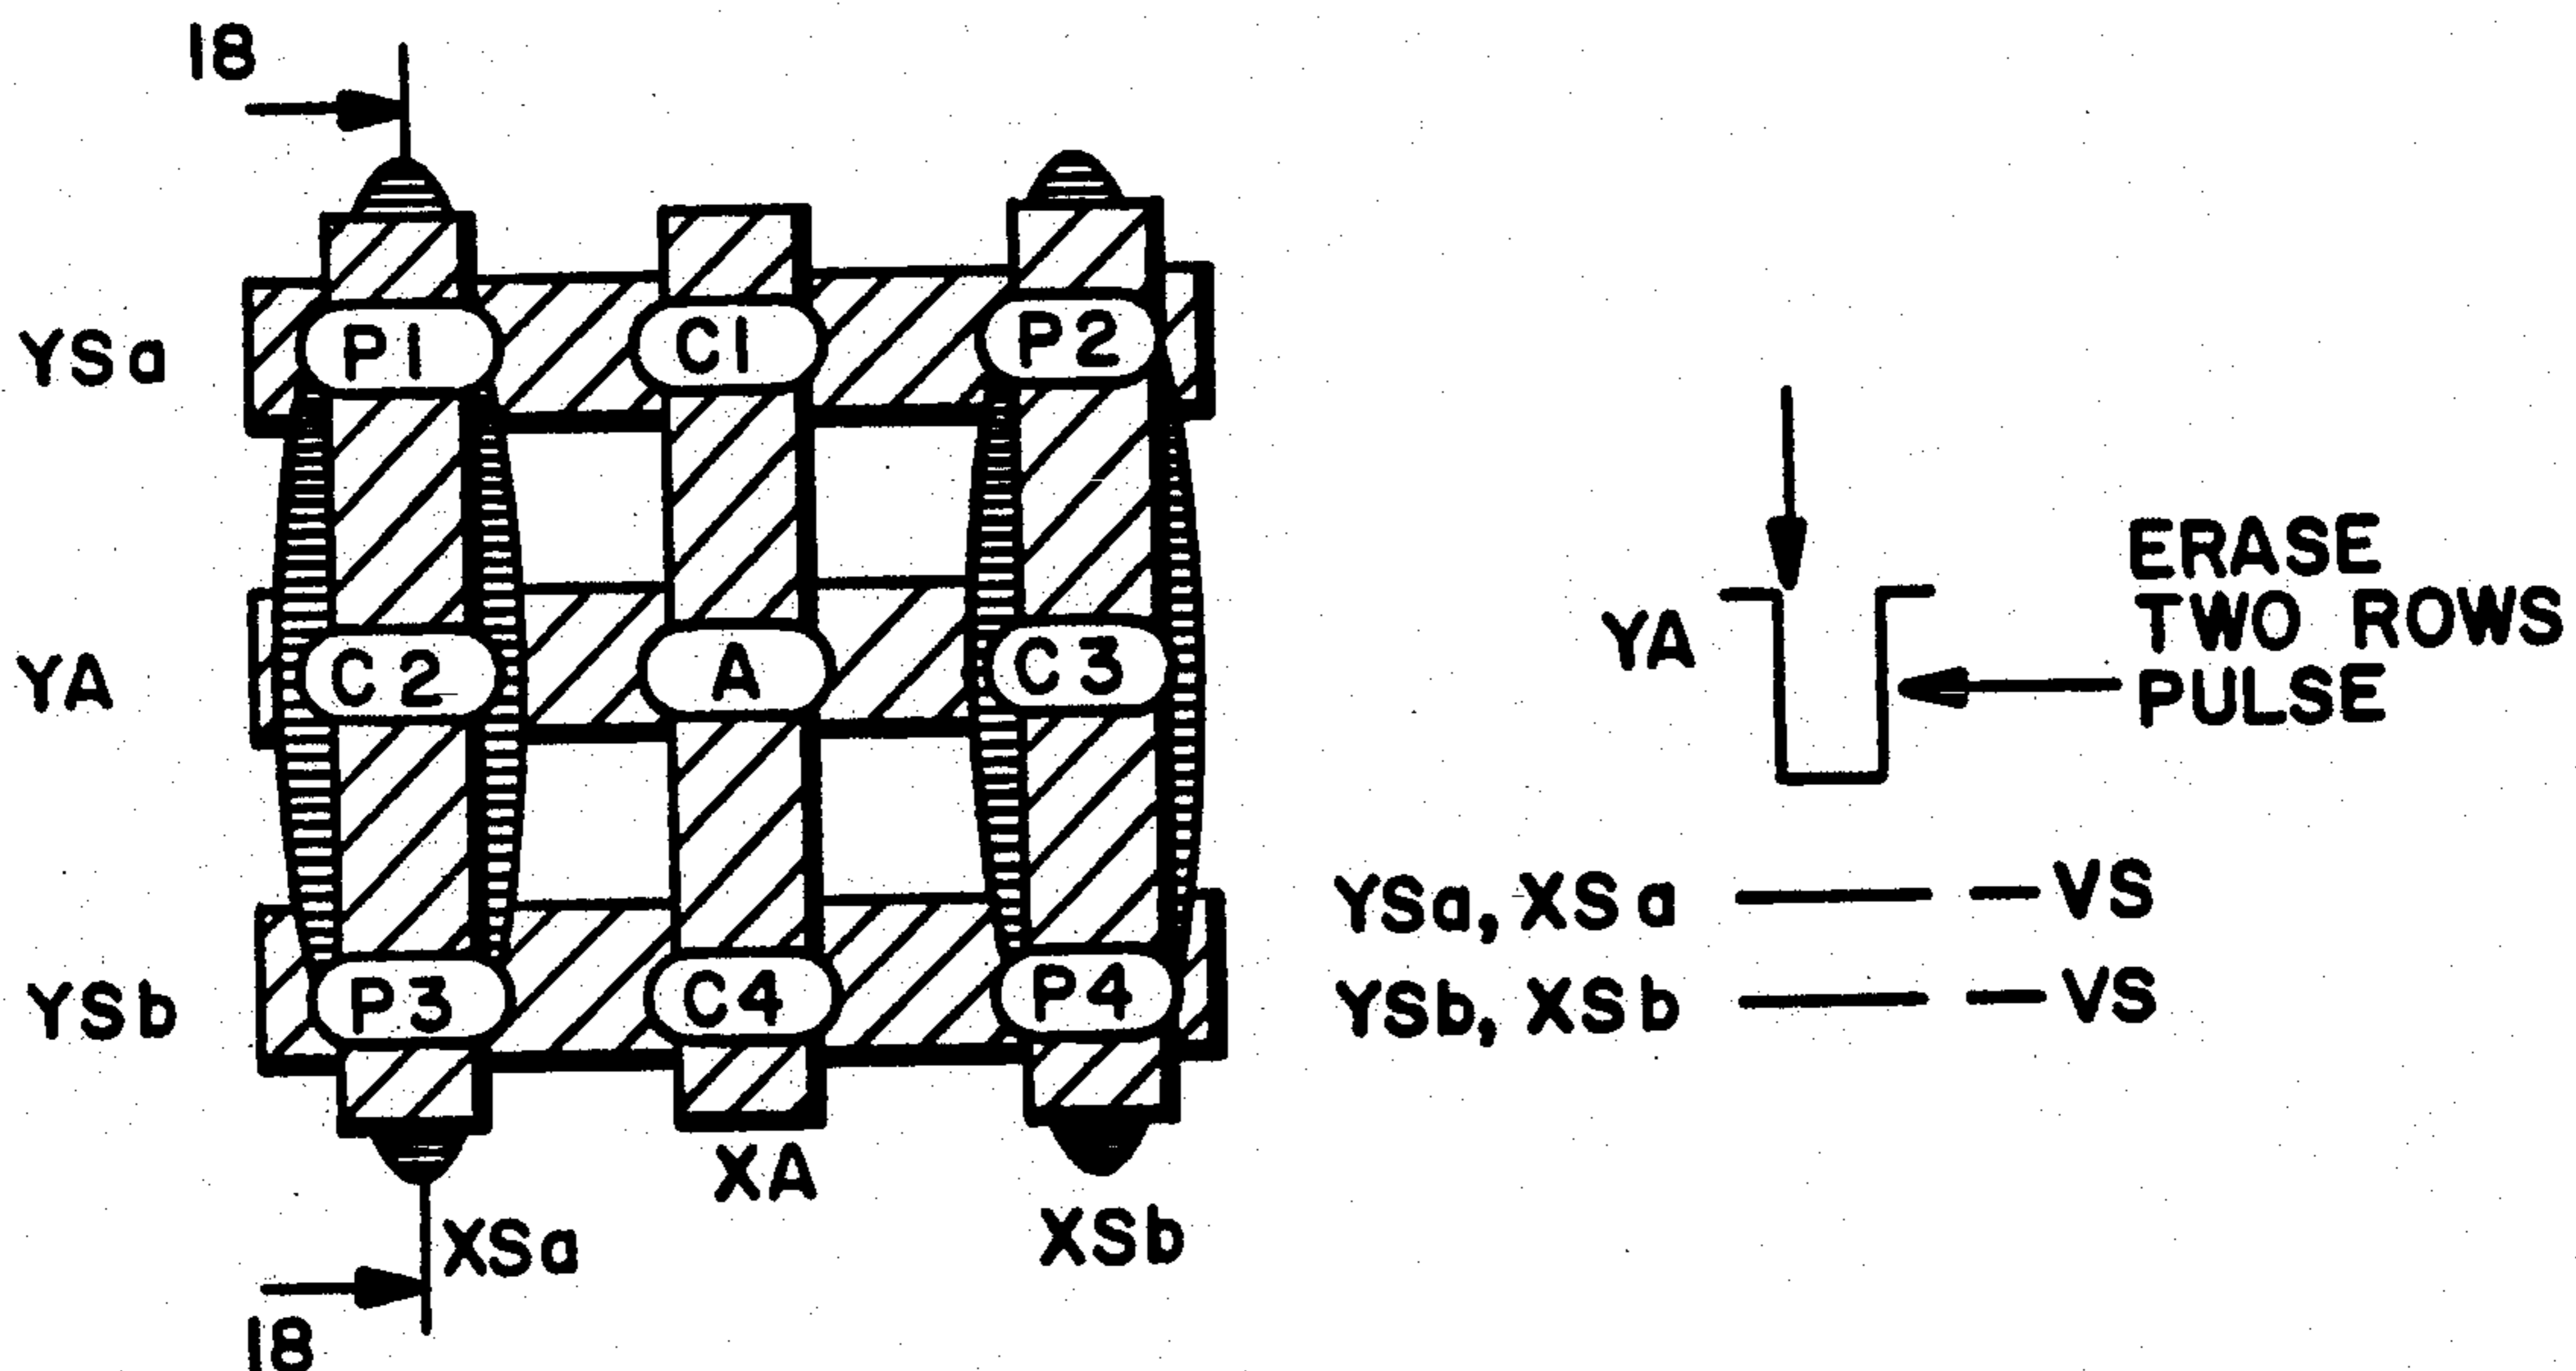 18
YSa P1 C1 P2
YA C2 A C3
YSb P3 C4 P4
XA
XSa
XSb
18
YA
ERASE
TWO ROWS
PULSE
YSa, XSa — — VS
YSb, XSb — — VS